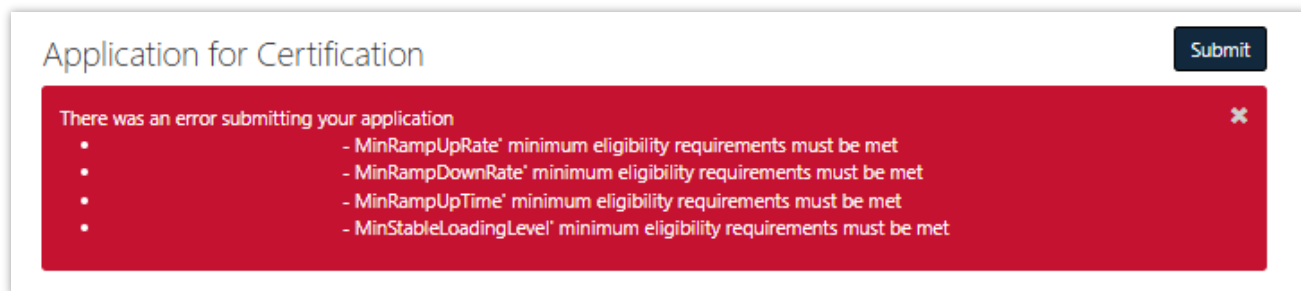 Application for Certification
Submit
There was an error submitting your application
- MinRampUpRate' minimum eligibility requirements must be met
- MinRampDownRate' minimum eligibility requirements must be met
- MinRampUpTime' minimum eligibility requirements must be met
- MinStableLoadingLevel' minimum eligibility requirements must be met